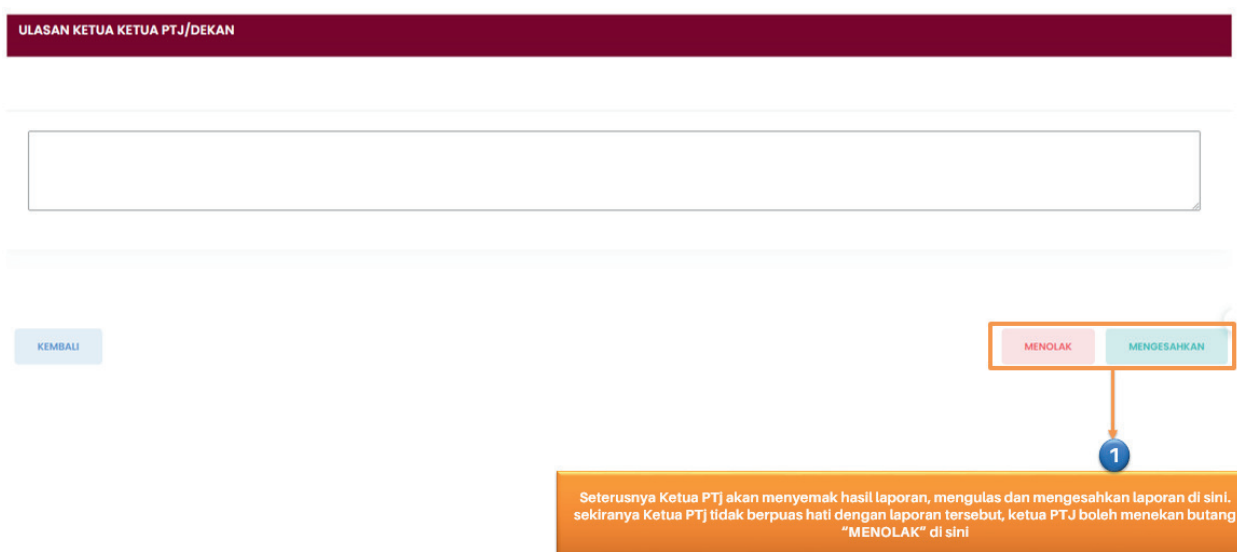 ULASAN KETUA KETUA PTJ/DEKAN
KEMBALI
MENOLAK
MENGESAHKAN
1
Seterusnya Ketua PTj akan menyemak hasil laporan, mengulas dan mengesahkan laporan di sini.
sekiranya Ketua PTj tidak berpuas hati dengan laporan tersebut, ketua PTJ boleh menekan butang
“MENOLAK” di sini